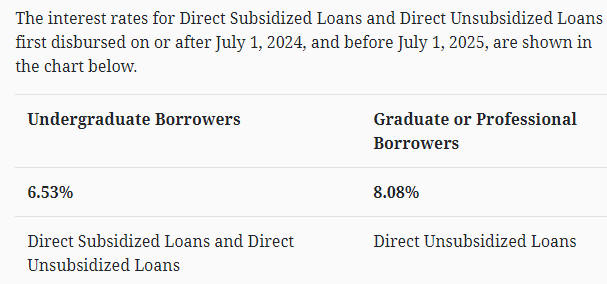 The interest rates for Direct Subsidized Loans and Direct Unsubsidized Loans
first disbursed on or after July 1, 2024, and before July 1, 2025, are shown in
the chart below.
Undergraduate Borrowers
Graduate or Professional
Borrowers
6.53%
8.08%
Direct Subsidized Loans and Direct
Unsubsidized Loans
Direct Unsubsidized Loans